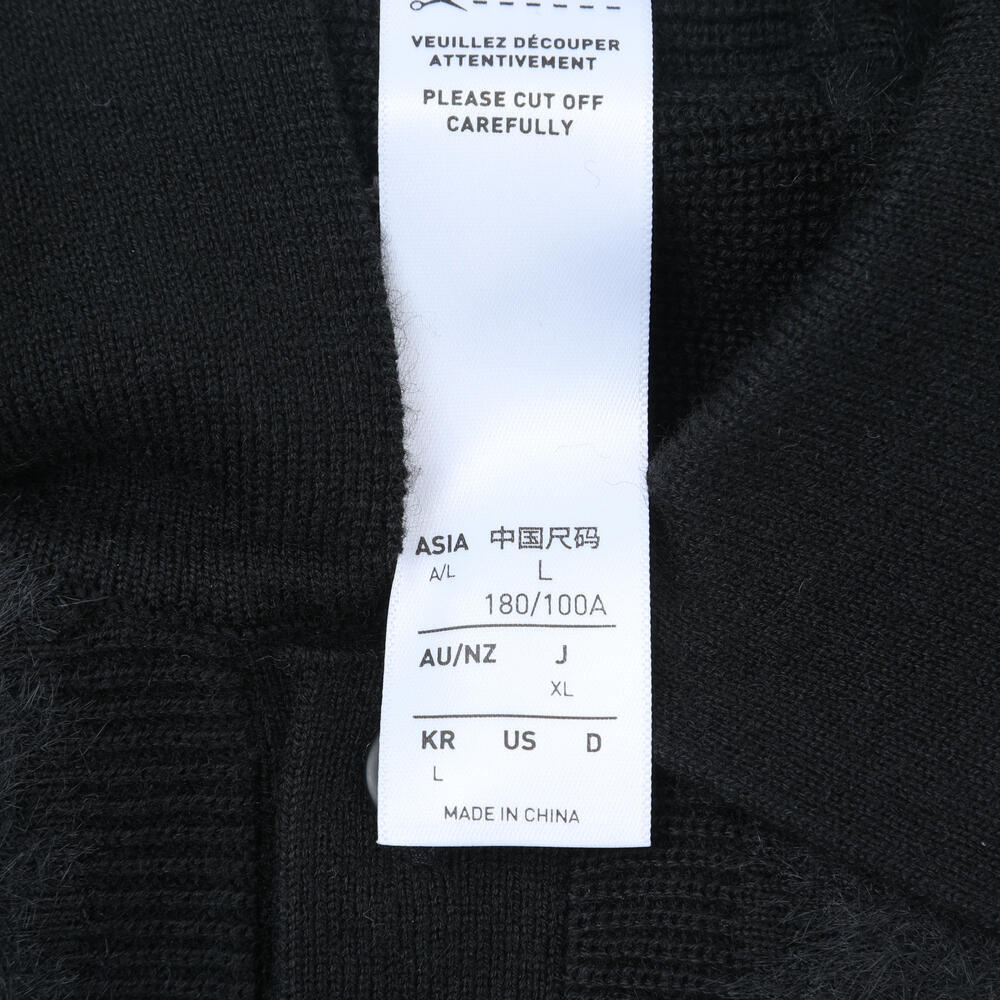 VEUILLEZ DÉCOUPER
ATTENTIVEMENT
PLEASE CUT OFF
CAREFULLY
ASIA 中国尺码
A/L L
180/100A
AU/NZ J
XL
KR US D
L
MADE IN CHINA